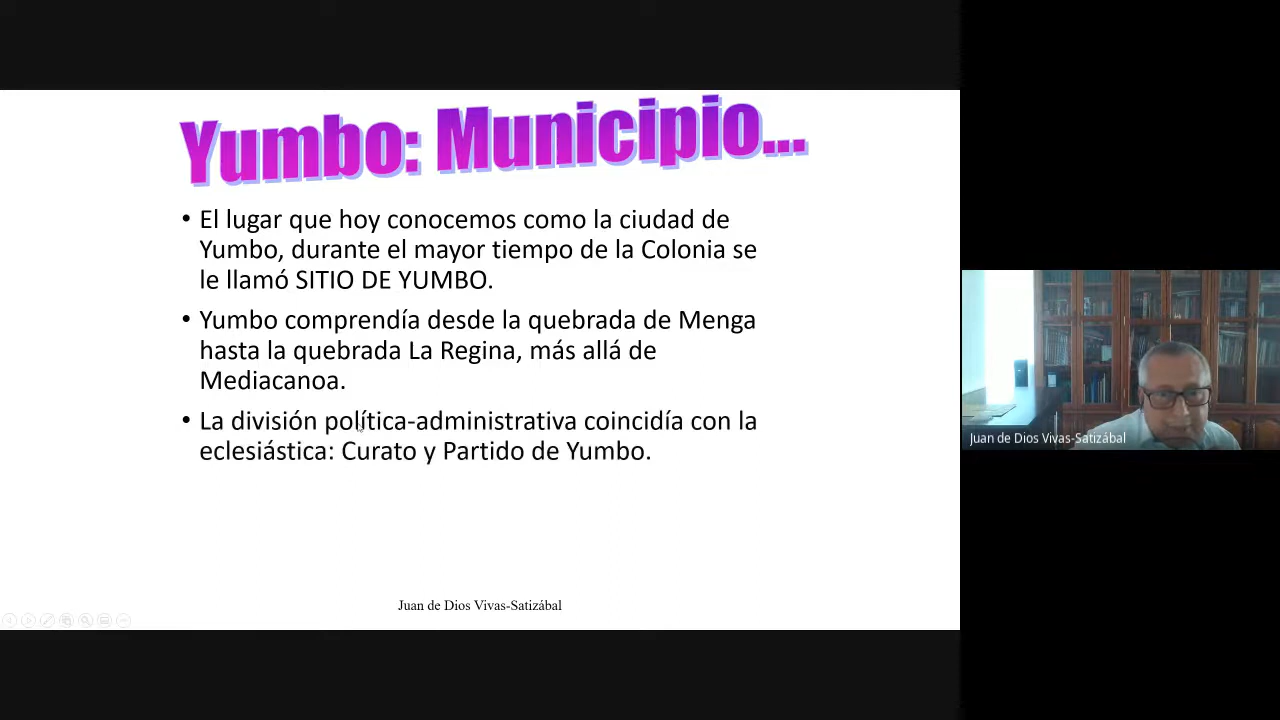 Yumbo: Municipio...
• El lugar que hoy conocemos como la ciudad de
Yumbo, durante el mayor tiempo de la Colonia se
le llamó SITIO DE YUMBO.
• Yumbo comprendía desde la quebrada de Menga
hasta la quebrada La Regina, más allá de
Mediacanoa.
• La división política-administrativa coincidía con la
eclesiástica: Curato y Partido de Yumbo.
Juan de Dios Vivas-Satizábal
Juan de Dios Vivas-Satizábal